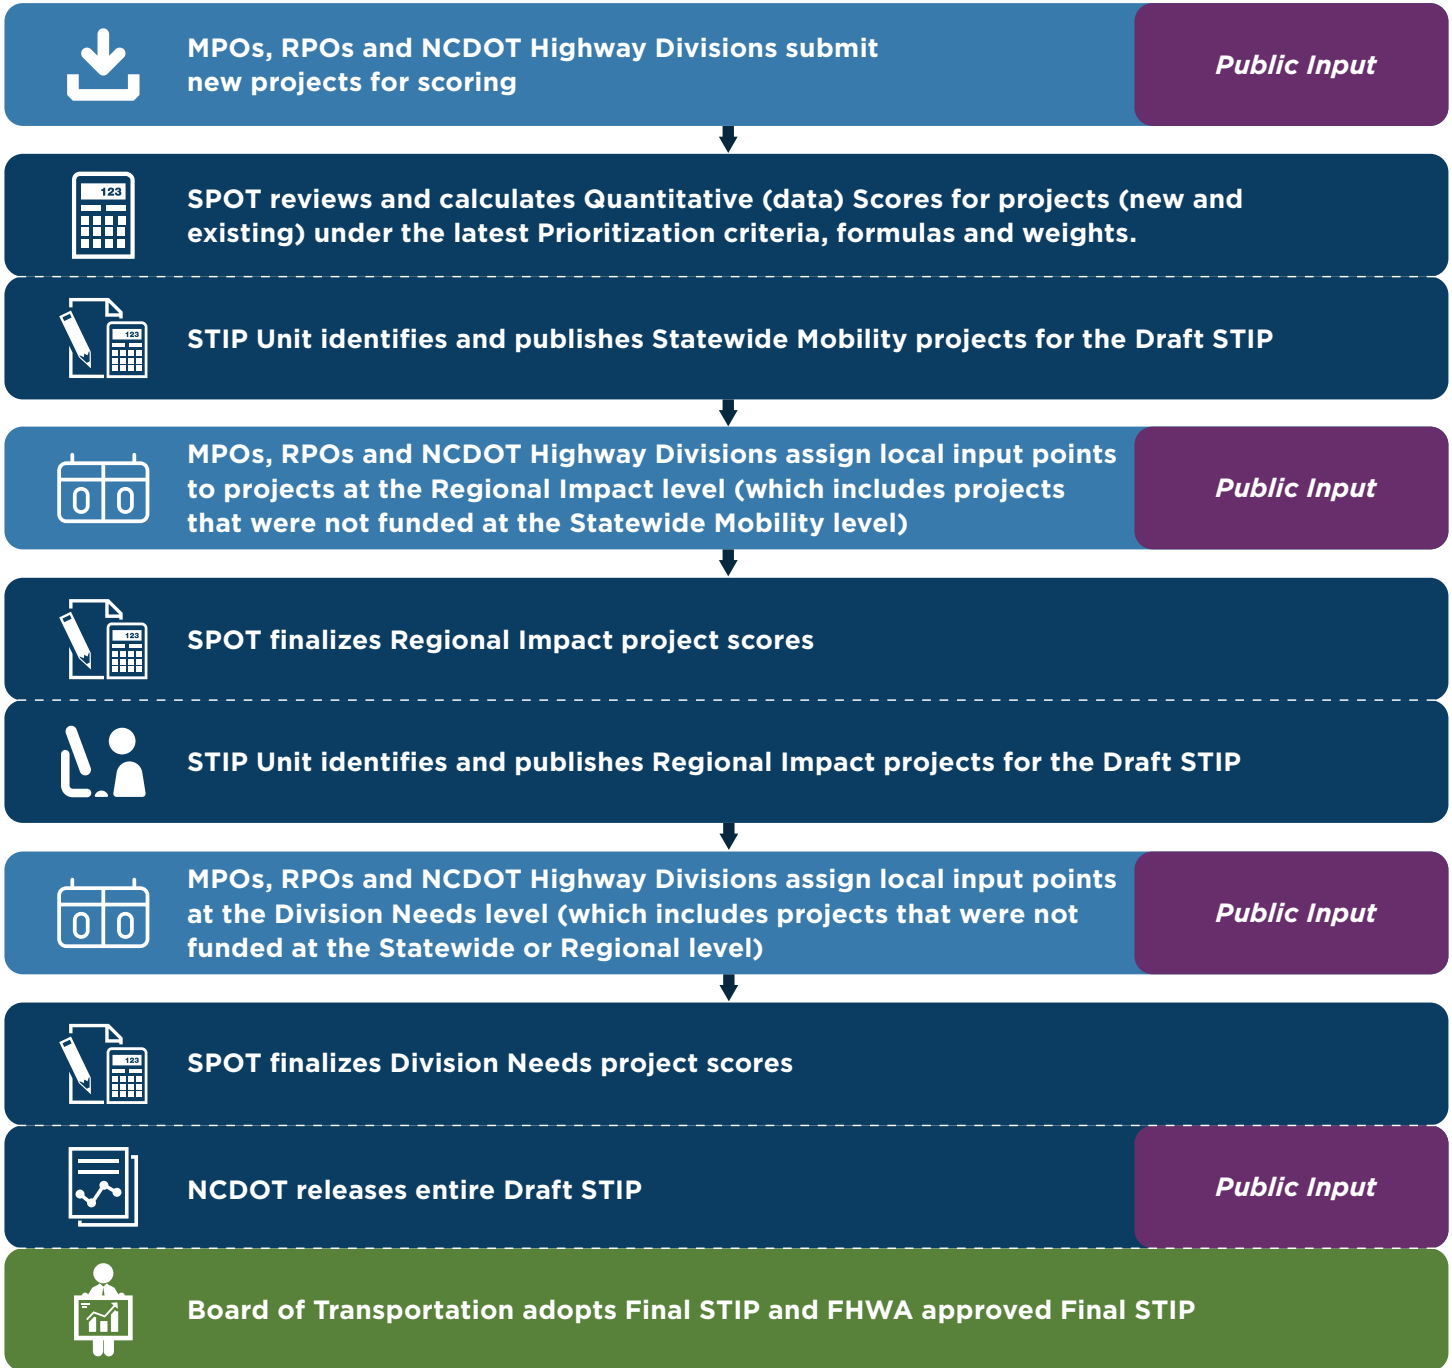 MPOs, RPOs and NCDOT Highway Divisions submit
new projects for scoring
Public Input
123
SPOT reviews and calculates Quantitative (data) Scores for projects (new and
existing) under the latest Prioritization criteria, formulas and weights.
123
STIP Unit identifies and publishes Statewide Mobility projects for the Draft STIP
0 0
MPOs, RPOs and NCDOT Highway Divisions assign local input points
to projects at the Regional Impact level (which includes projects
that were not funded at the Statewide Mobility level)
Public Input
123
SPOT finalizes Regional Impact project scores
STIP Unit identifies and publishes Regional Impact projects for the Draft STIP
0 0
MPOs, RPOs and NCDOT Highway Divisions assign local input points
at the Division Needs level (which includes projects that were not
funded at the Statewide or Regional level)
Public Input
123
SPOT finalizes Division Needs project scores
NCDOT releases entire Draft STIP
Public Input
Board of Transportation adopts Final STIP and FHWA approved Final STIP